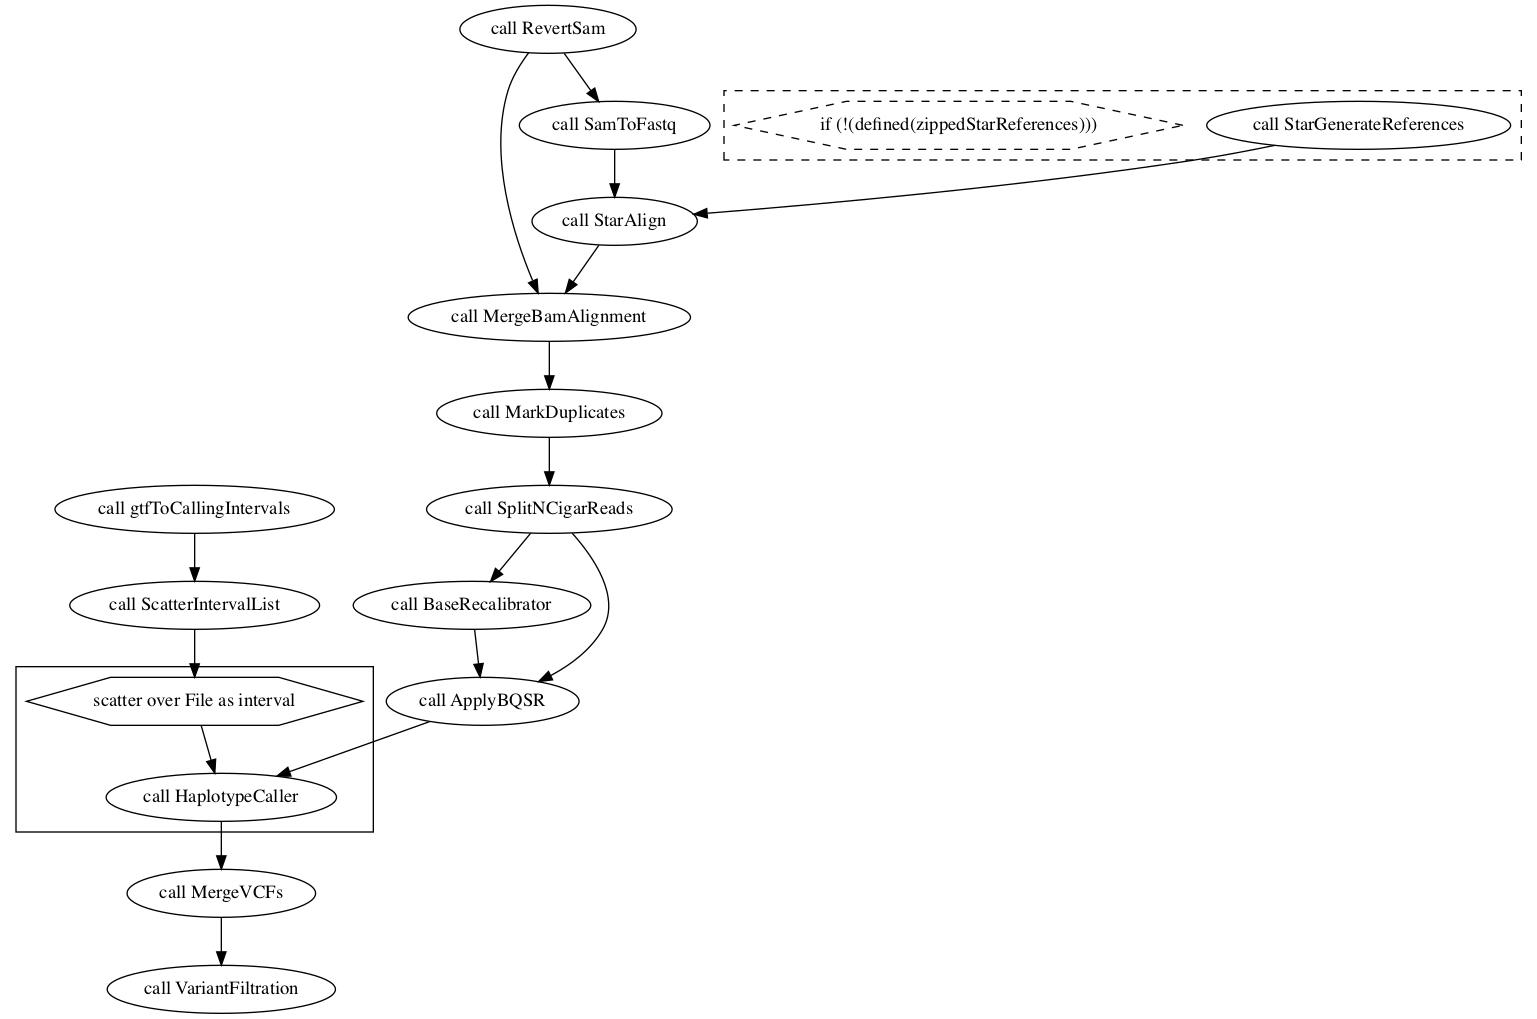 call RevertSam
call SamToFastq
if (!(defined(zippedStarReferences)))
call StarGenerateReferences
call StarAlign
call MergeBamAlignment
call MarkDuplicates
call gtfToCallingIntervals
call SplitNCigarReads
call ScatterIntervalList
call BaseRecalibrator
scatter over File as interval
call ApplyBQSR
call HaplotypeCaller
call MergeVCFs
call VariantFiltration